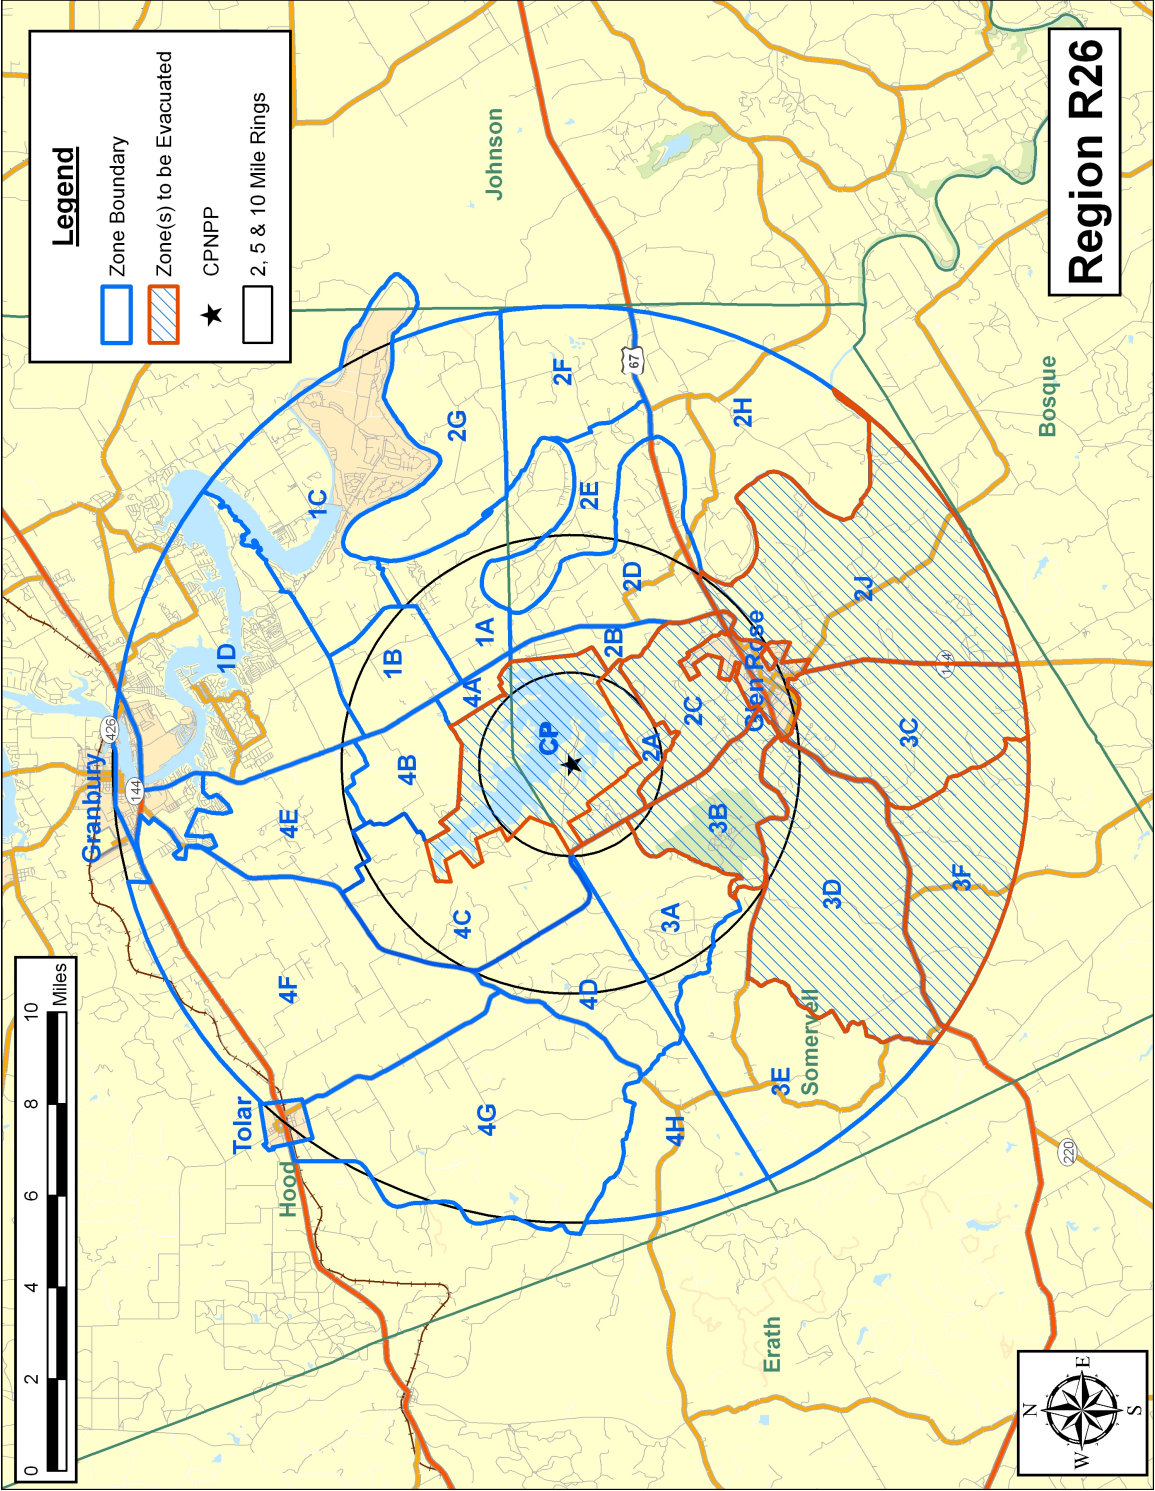 Legend
Zone Boundary
Zone(s) to be Evacuated
CPNPP
2, 5 & 10 Mile Rings
Region R26
0 2 4 6 8 10
Miles
N
W E
S
Granbury
Tolar
Glen Rose
Hood
Johnson
Somervell
Bosque
Erath
426
144
67
144
220
CP
1A
1B
1C
1D
2A
2B
2C
2D
2E
2F
2G
2H
2J
3A
3B
3C
3D
3E
3F
4A
4B
4C
4D
4E
4F
4G
4H